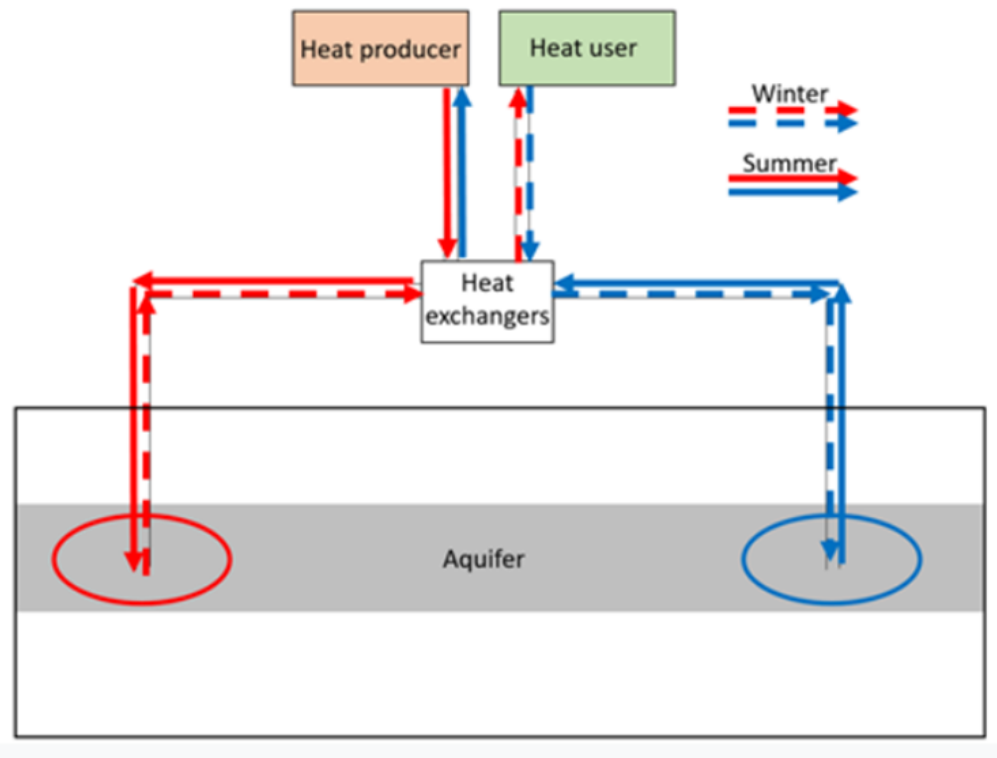 Heat producer
Heat user
Winter
Summer
Heat
exchangers
Aquifer